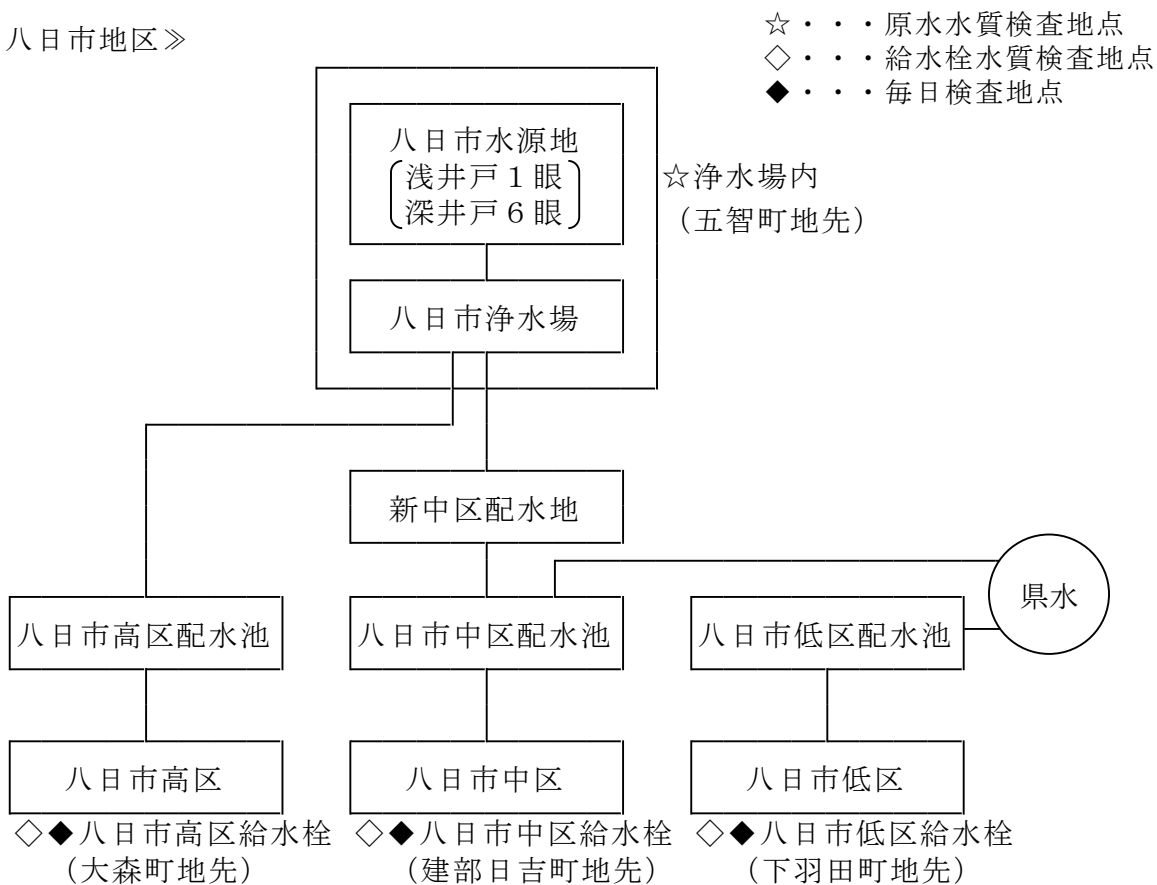 八日市地区≫
☆・・・原水水質検査地点
◇・・・給水栓水質検査地点
◆・・・毎日検査地点
八日市水源地
浅井戸1眼
深井戸6眼
☆浄水場内
（五智町地先）
八日市浄水場
新中区配水地
県水
八日市高区配水池
八日市中区配水池
八日市低区配水池
八日市高区
八日市中区
八日市低区
◇◆八日市高区給水栓
（大森町地先）
◇◆八日市中区給水栓
（建部日吉町地先）
◇◆八日市低区給水栓
（下羽田町地先）